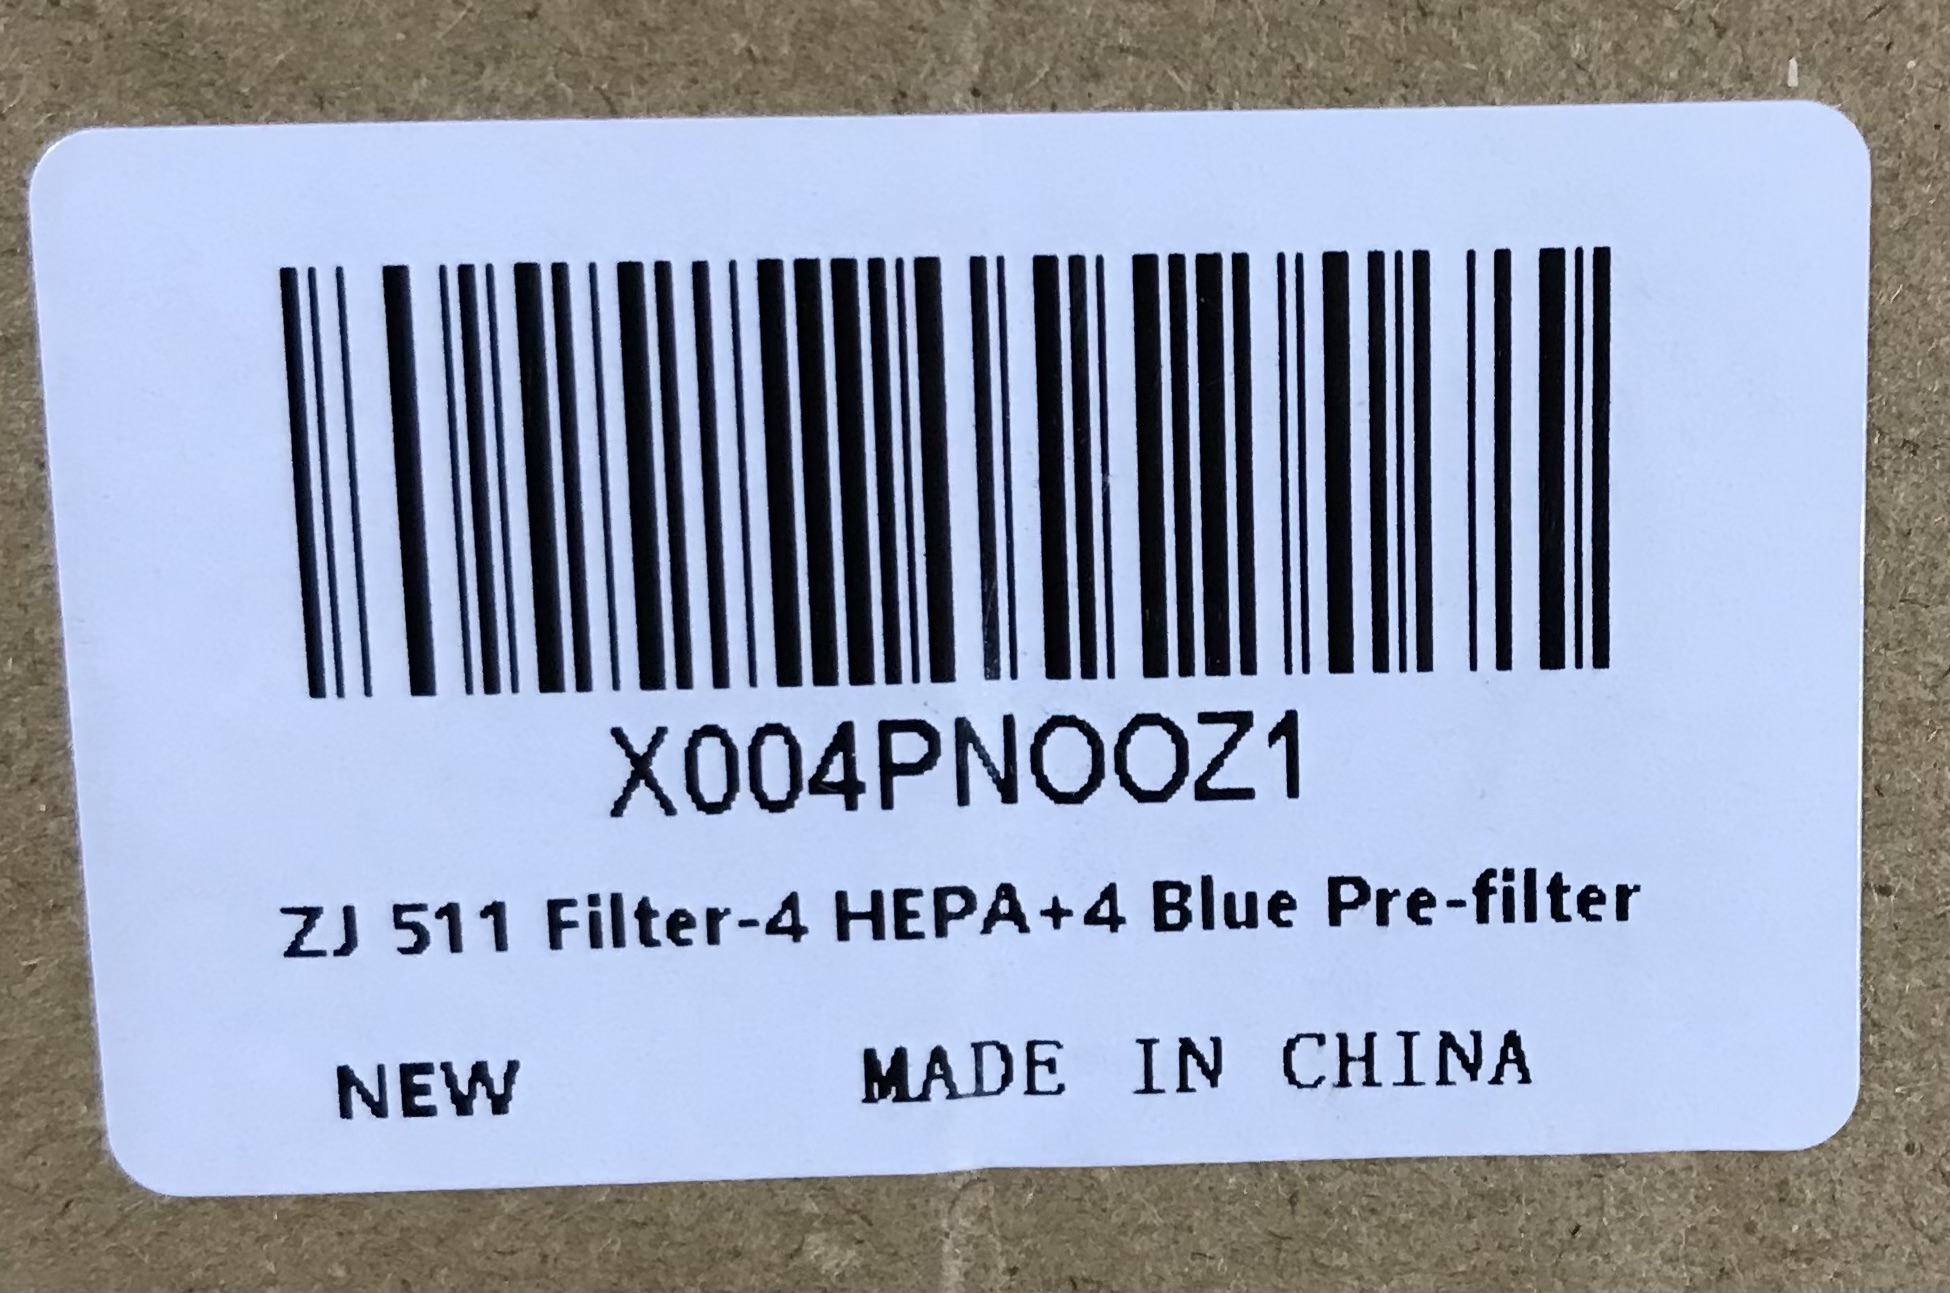 X004PNOOZ1
ZJ 511 Filter-4 HEPA+4 Blue Pre-filter
NEW MADE IN CHINA